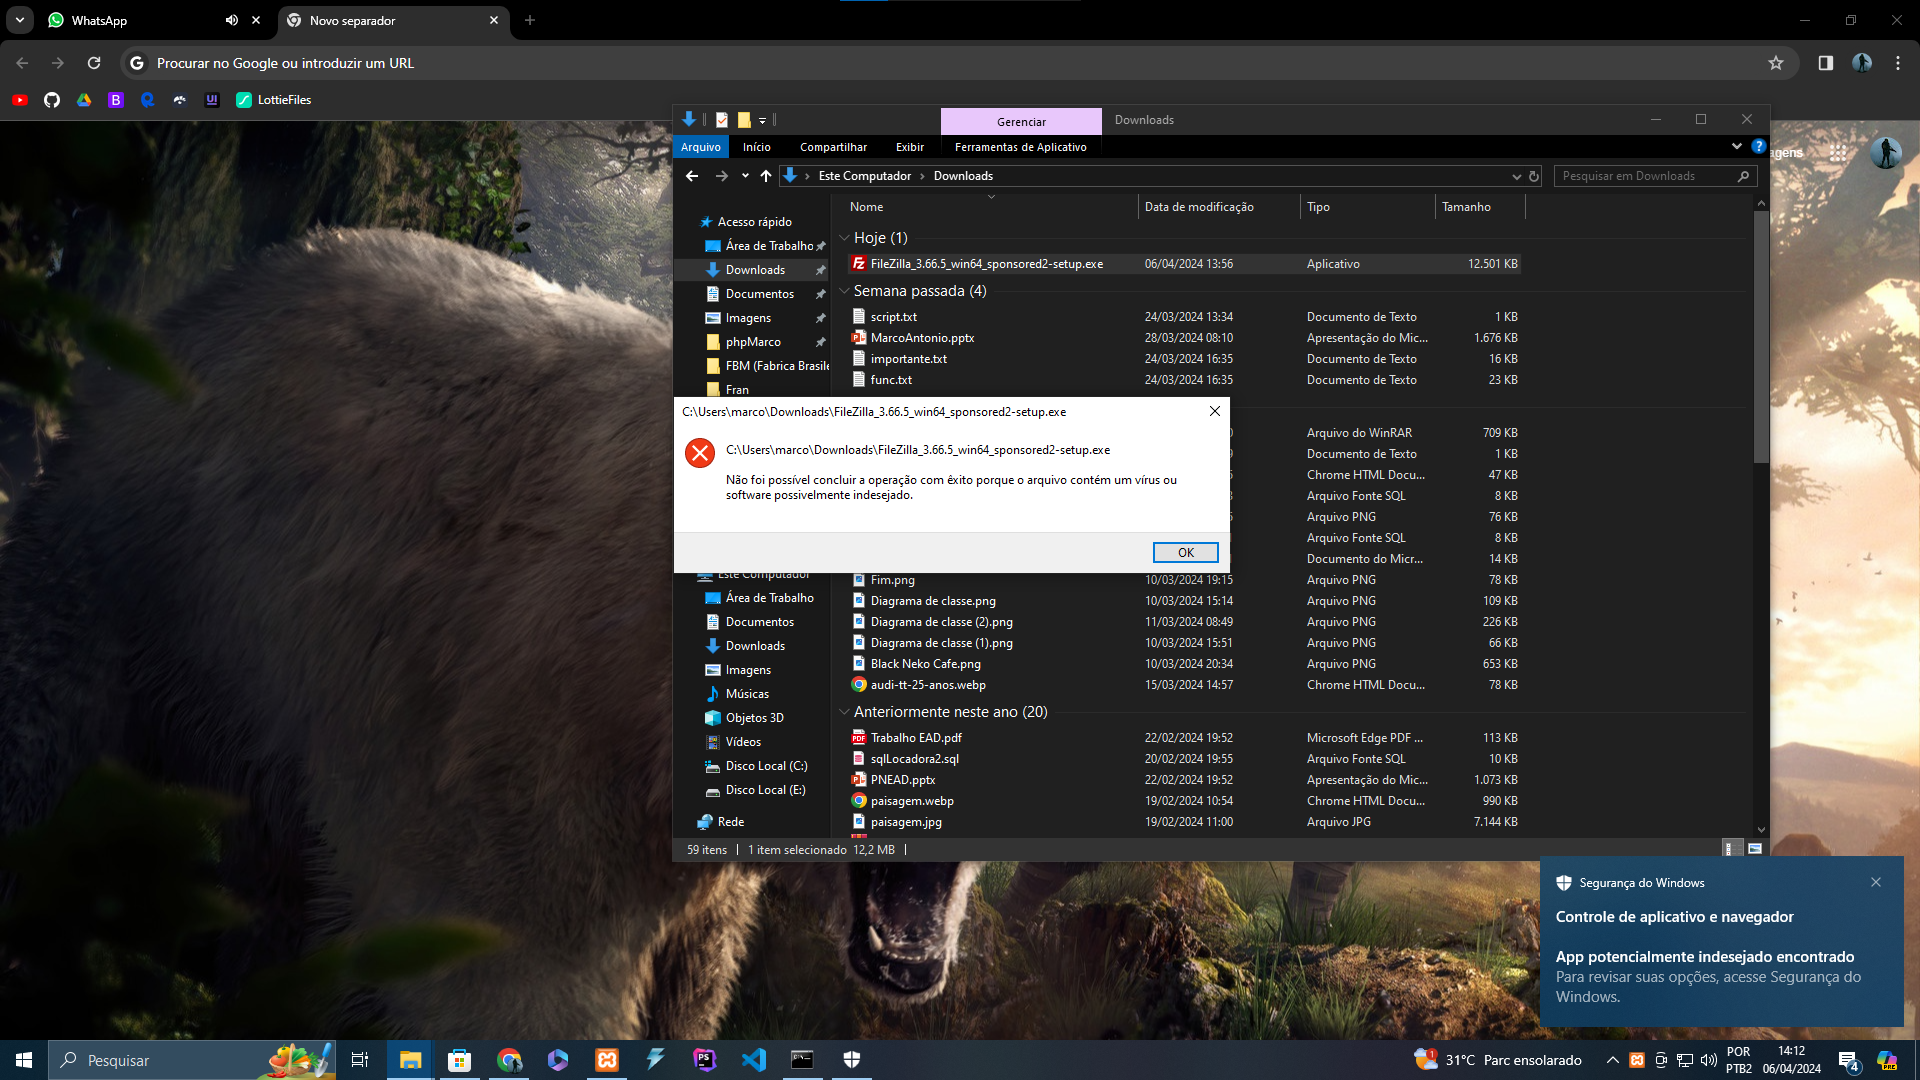 WhatsApp
Novo separador
Procurar no Google ou introduzir um URL
LottieFiles
Gerenciar
Downloads
Arquivo
Início
Compartilhar
Exibir
Ferramentas de Aplicativo
Este Computador
Downloads
Pesquisar em Downloads
agens
Nome
Data de modificação
Tipo
Tamanho
Acesso rápido
Área de Trabalho
Downloads
Documentos
Imagens
phpMarco
FBM (Fabrica Brasile
Fran
Hoje (1)
FileZilla_3.66.5_win64_sponsored2-setup.exe 06/04/2024 13:56 Aplicativo 12.501 KB
Semana passada (4)
script.txt 24/03/2024 13:34 Documento de Texto 1 KB
MarcoAntonio.pptx 28/03/2024 08:10 Apresentação do Mic... 1.676 KB
importante.txt 24/03/2024 16:35 Documento de Texto 16 KB
func.txt 24/03/2024 16:35 Documento de Texto 23 KB
C:\Users\marco\Downloads\FileZilla_3.66.5_win64_sponsored2-setup.exe
C:\Users\marco\Downloads\FileZilla_3.66.5_win64_sponsored2-setup.exe
Não foi possível concluir a operação com êxito porque o arquivo contém um vírus ou
software possivelmente indesejado.
OK
Arquivo do WinRAR 709 KB
Documento de Texto 1 KB
Chrome HTML Docu... 47 KB
Arquivo Fonte SQL 8 KB
Arquivo PNG 76 KB
Arquivo Fonte SQL 8 KB
Documento do Micr... 14 KB
Fim.png 10/03/2024 19:15 Arquivo PNG 78 KB
Diagrama de classe.png 10/03/2024 15:14 Arquivo PNG 109 KB
Diagrama de classe (2).png 11/03/2024 08:49 Arquivo PNG 226 KB
Diagrama de classe (1).png 10/03/2024 15:51 Arquivo PNG 66 KB
Black Neko Cafe.png 10/03/2024 20:34 Arquivo PNG 653 KB
audi-tt-25-anos.webp 15/03/2024 14:57 Chrome HTML Docu... 78 KB
Anteriormente neste ano (20)
Trabalho EAD.pdf 22/02/2024 19:52 Microsoft Edge PDF ... 113 KB
sqlLocadora2.sql 20/02/2024 19:55 Arquivo Fonte SQL 10 KB
PNEAD.pptx 22/02/2024 19:52 Apresentação do Mic... 1.073 KB
paisagem.webp 19/02/2024 10:54 Chrome HTML Docu... 990 KB
paisagem.jpg 19/02/2024 11:00 Arquivo JPG 7.144 KB
Este Computador
Área de Trabalho
Documentos
Downloads
Imagens
Músicas
Objetos 3D
Vídeos
Disco Local (C:)
Disco Local (E:)
Rede
59 itens
1 item selecionado 12,2 MB
Segurança do Windows
Controle de aplicativo e navegador
App potencialmente indesejado encontrado
Para revisar suas opções, acesse Segurança do
Windows.
Pesquisar
31°C Parc ensolarado
POR
PTB2
14:12
06/04/2024
4